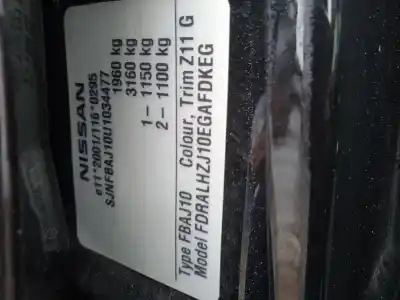 NISSAN
e11*2001/116*0295
SJNFBAJ10U1034477
1960 kg
3160 kg
1 – 1150 kg
2 – 1100 kg
Type FBAJ10 Colour, Trim Z11 G
Model FDRALHZJ10EGAFDKEG